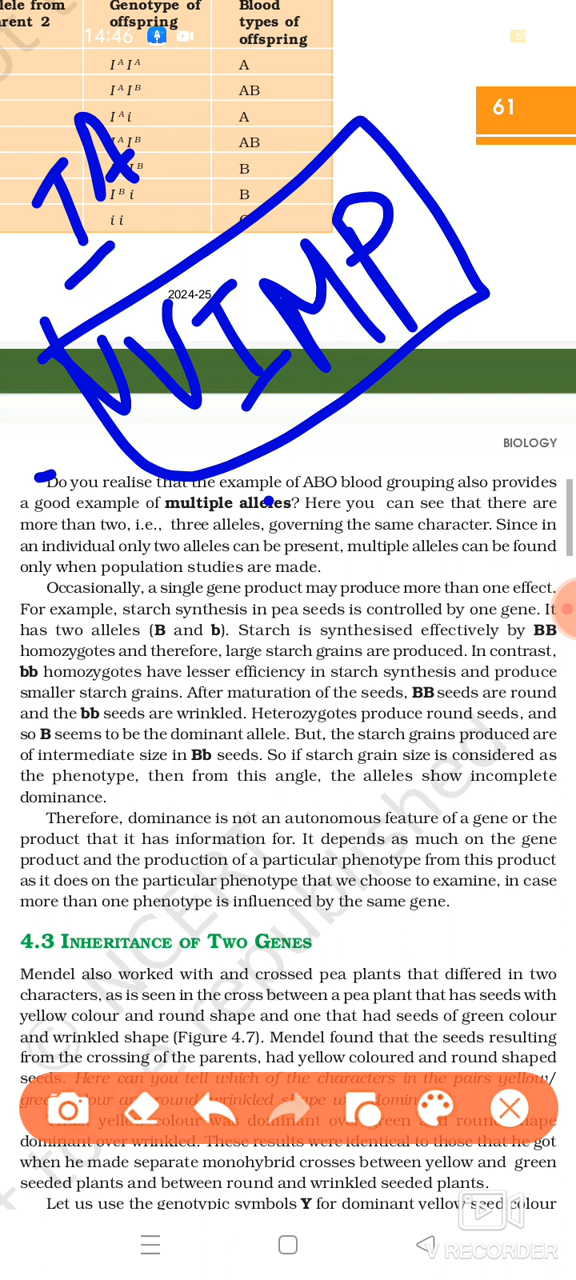 lele from
rent 2
Genotype of
offspring
Blood
types of
offspring
14:46
I^A I^A A
I^A I^B AB
I^A i A
I^B AB
B
I^B i B
i i
61
IA
VVIMP
2024-25
BIOLOGY
Do you realise that the example of ABO blood grouping also provides
a good example of multiple alleles? Here you can see that there are
more than two, i.e., three alleles, governing the same character. Since in
an individual only two alleles can be present, multiple alleles can be found
only when population studies are made.
Occasionally, a single gene product may produce more than one effect.
For example, starch synthesis in pea seeds is controlled by one gene. It
has two alleles (B and b). Starch is synthesised effectively by BB
homozygotes and therefore, large starch grains are produced. In contrast,
bb homozygotes have lesser efficiency in starch synthesis and produce
smaller starch grains. After maturation of the seeds, BB seeds are round
and the bb seeds are wrinkled. Heterozygotes produce round seeds, and
so B seems to be the dominant allele. But, the starch grains produced are
of intermediate size in Bb seeds. So if starch grain size is considered as
the phenotype, then from this angle, the alleles show incomplete
dominance.
Therefore, dominance is not an autonomous feature of a gene or the
product that it has information for. It depends as much on the gene
product and the production of a particular phenotype from this product
as it does on the particular phenotype that we choose to examine, in case
more than one phenotype is influenced by the same gene.
4.3 INHERITANCE OF TWO GENES
Mendel also worked with and crossed pea plants that differed in two
characters, as is seen in the cross between a pea plant that has seeds with
yellow colour and round shape and one that had seeds of green colour
and wrinkled shape (Figure 4.7). Mendel found that the seeds resulting
from the crossing of the parents, had yellow coloured and round shaped
seeds. Here can you tell which of the characters in the pairs yellow/
round wrinkled
yellow colour was dominant over green round
dominant over wrinkled. These results were identical to those that he got
when he made separate monohybrid crosses between yellow and green
seeded plants and between round and wrinkled seeded plants.
Let us use the genotypic symbols Y for dominant yellow seed colour
V RECORDER